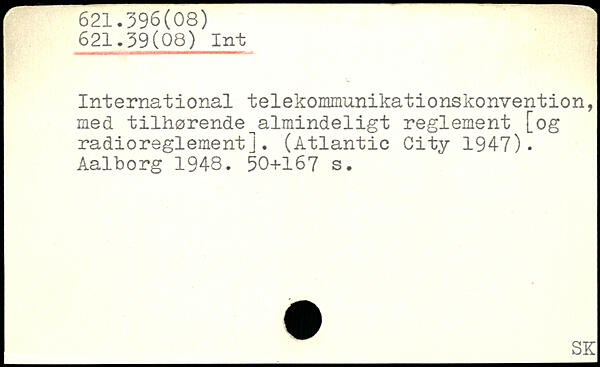 621.396(08)
621.39(08) Int
International telekommunikationskonvention,
med tilhørende almindeligt reglement [og
radioreglement]. (Atlantic City 1947).
Aalborg 1948. 50+167 s.
SK